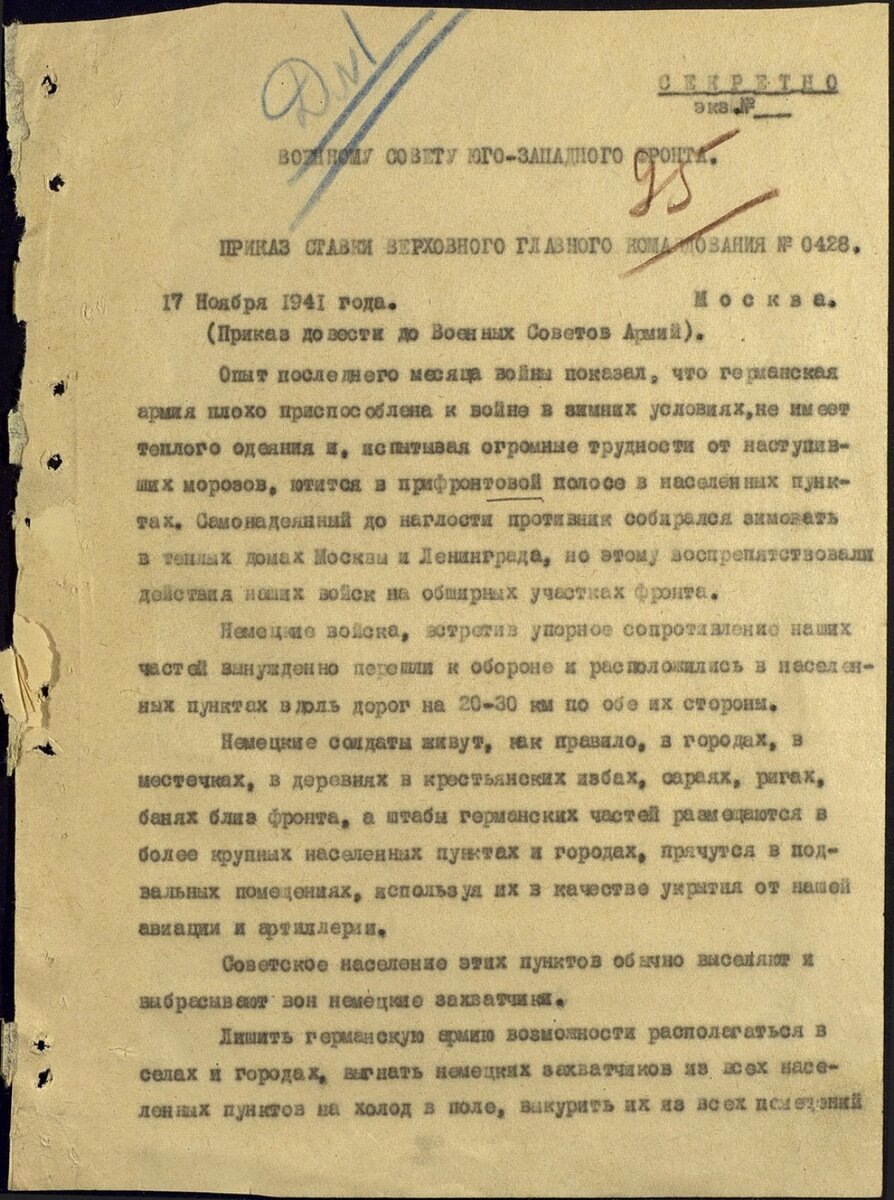 Д №1
СЕКРЕТНО
экз.№__
ВОЕННОМУ СОВЕТУ ЮГО-ЗАПАДНОГО ФРОНТА.
95
ПРИКАЗ СТАВКИ ВЕРХОВНОГО ГЛАВНОГО КОМАНДОВАНИЯ № 0428.
17 Ноября 1941 года. Москва.
(Приказ довести до Военных Советов Армий).
Опыт последнего месяца войны показал, что германская
армия плохо приспособлена к войне в зимних условиях,не имеет
теплого одеяния и, испытывая огромные трудности от наступив-
ших морозов, ютится в прифронтовой полосе в населенных пунк-
тах. Самонадеянный до наглости противник собирался зимовать
в теплых домах Москвы и Ленинграда, но этому воспрепятствовали
действия наших войск на обширных участках фронта.
Немецкие войска, встретив упорное сопротивление наших
частей вынужденно перешли к обороне и расположились в населен-
ных пунктах вдоль дорог на 20-30 км по обе их стороны.
Немецкие солдаты живут, как правило, в городах, в
местечках, в деревнях в крестьянских избах, сараях, ригах,
банях близ фронта, а штабы германских частей размещаются в
более крупных населенных пунктах и городах, прячутся в под-
вальных помещениях, используя их в качестве укрытия от нашей
авиации и артиллерии.
Советское население этих пунктов обычно выселяют и
выбрасывают вон немецкие захватчики.
Лишить германскую армию возможности располагаться в
селах и городах, выгнать немецких захватчиков из всех насе-
ленных пунктов на холод в поле, выкурить их из всех помещений